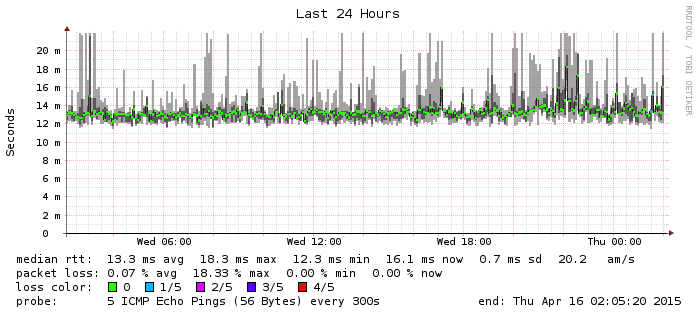 Last 24 Hours
RRDTOOL / TOBI OETIKER
Seconds
20 m
18 m
16 m
14 m
12 m
10 m
8 m
6 m
4 m
2 m
0
Wed 06:00 Wed 12:00 Wed 18:00 Thu 00:00
median rtt: 13.3 ms avg 18.3 ms max 12.3 ms min 16.1 ms now 0.7 ms sd 20.2 am/s
packet loss: 0.07 % avg 18.33 % max 0.00 % min 0.00 % now
loss color: 0 1/5 2/5 3/5 4/5
probe: 5 ICMP Echo Pings (56 Bytes) every 300s end: Thu Apr 16 02:05:20 2015